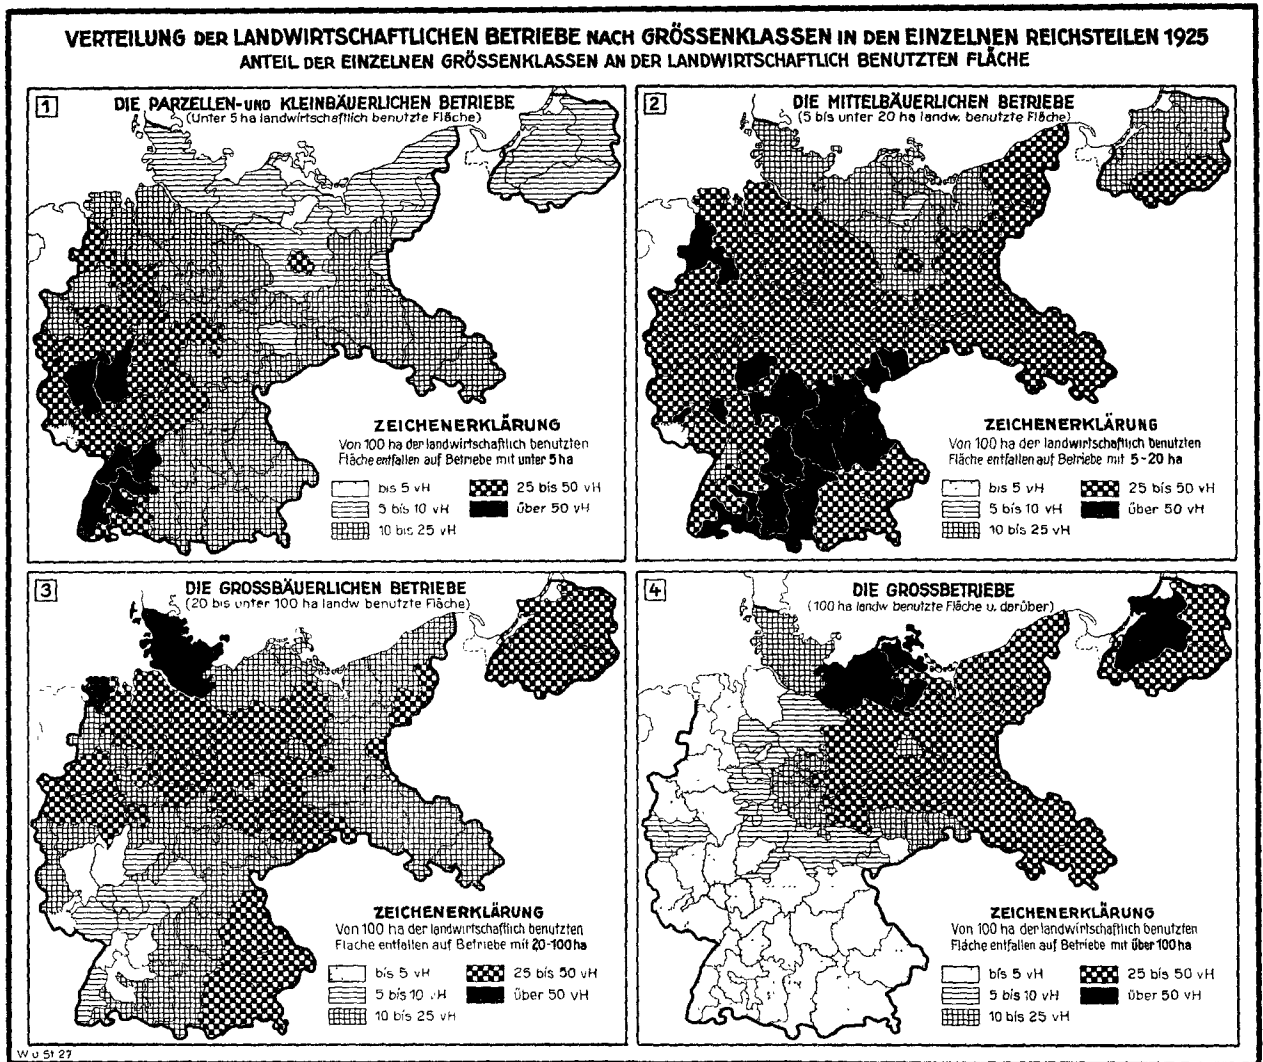 VERTEILUNG DER LANDWIRTSCHAFTLICHEN BETRIEBE NACH GRÖSSENKLASSEN IN DEN EINZELNEN REICHSTEILEN 1925
ANTEIL DER EINZELNEN GRÖSSENKLASSEN AN DER LANDWIRTSCHAFTLICH BENUTZTEN FLÄCHE
1
DIE PARZELLEN- UND KLEINBÄUERLICHEN BETRIEBE
(Unter 5 ha landwirtschaftlich benutzte Fläche)
ZEICHENERKLÄRUNG
Von 100 ha der landwirtschaftlich benutzten
Fläche entfallen auf Betriebe mit unter 5 ha
bis 5 vH
25 bis 50 vH
5 bis 10 vH
über 50 vH
10 bis 25 vH
2
DIE MITTELBÄUERLICHEN BETRIEBE
(5 bis unter 20 ha landw. benutzte Fläche)
ZEICHENERKLÄRUNG
Von 100 ha der landwirtschaftlich benutzten
Fläche entfallen auf Betriebe mit 5-20 ha
bis 5 vH
25 bis 50 vH
5 bis 10 vH
über 50 vH
10 bis 25 vH
3
DIE GROSSBÄUERLICHEN BETRIEBE
(20 bis unter 100 ha landw benutzte Fläche)
ZEICHENERKLÄRUNG
Von 100 ha der landwirtschaftlich benutzten
Fläche entfallen auf Betriebe mit 20-100 ha
bis 5 vH
25 bis 50 vH
5 bis 10 vH
über 50 vH
10 bis 25 vH
4
DIE GROSSBETRIEBE
(100 ha landw benutzte Fläche u. darüber)
ZEICHENERKLÄRUNG
Von 100 ha der landwirtschaftlich benutzten
Fläche entfallen auf Betriebe mit über 100 ha
bis 5 vH
25 bis 50 vH
5 bis 10 vH
über 50 vH
10 bis 25 vH
W u St 27